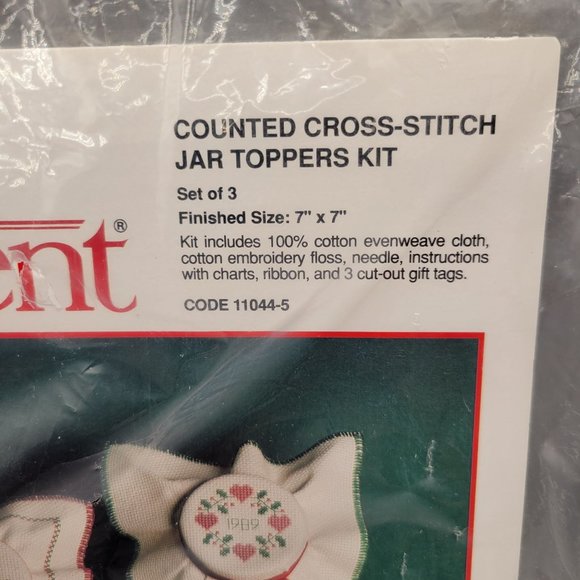 COUNTED CROSS-STITCH
JAR TOPPERS KIT
Set of 3
Finished Size: 7" x 7"
ent®
Kit includes 100% cotton evenweave cloth,
cotton embroidery floss, needle, instructions
with charts, ribbon, and 3 cut-out gift tags.
CODE 11044-5
1989